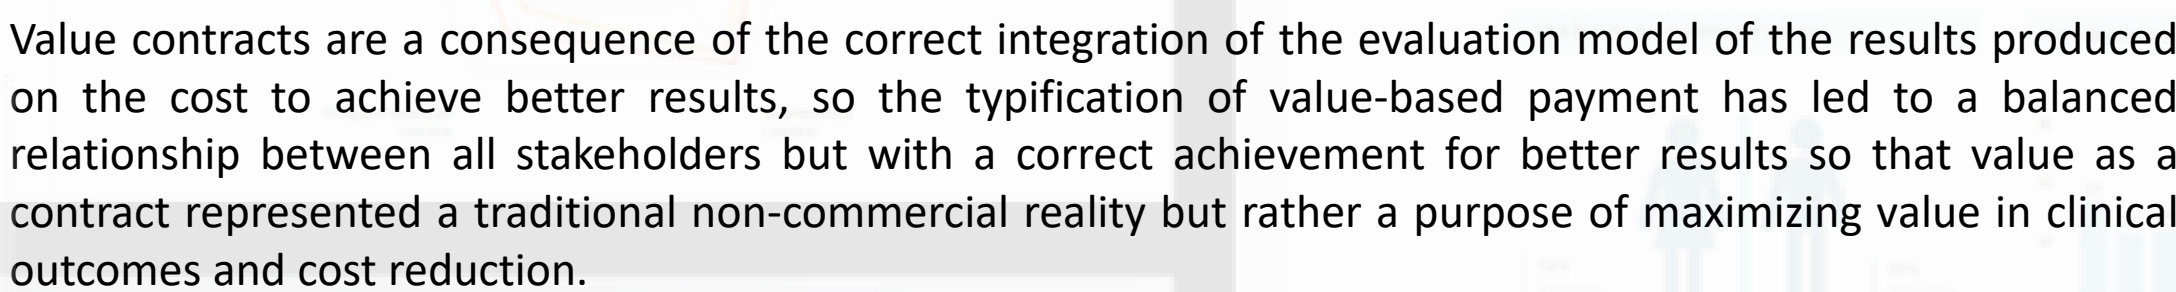 Value contracts are a consequence of the correct integration of the evaluation model of the results produced
on the cost to achieve better results, so the typification of value-based payment has led to a balanced
relationship between all stakeholders but with a correct achievement for better results so that value as a
contract represented a traditional non-commercial reality but rather a purpose of maximizing value in clinical
outcomes and cost reduction.